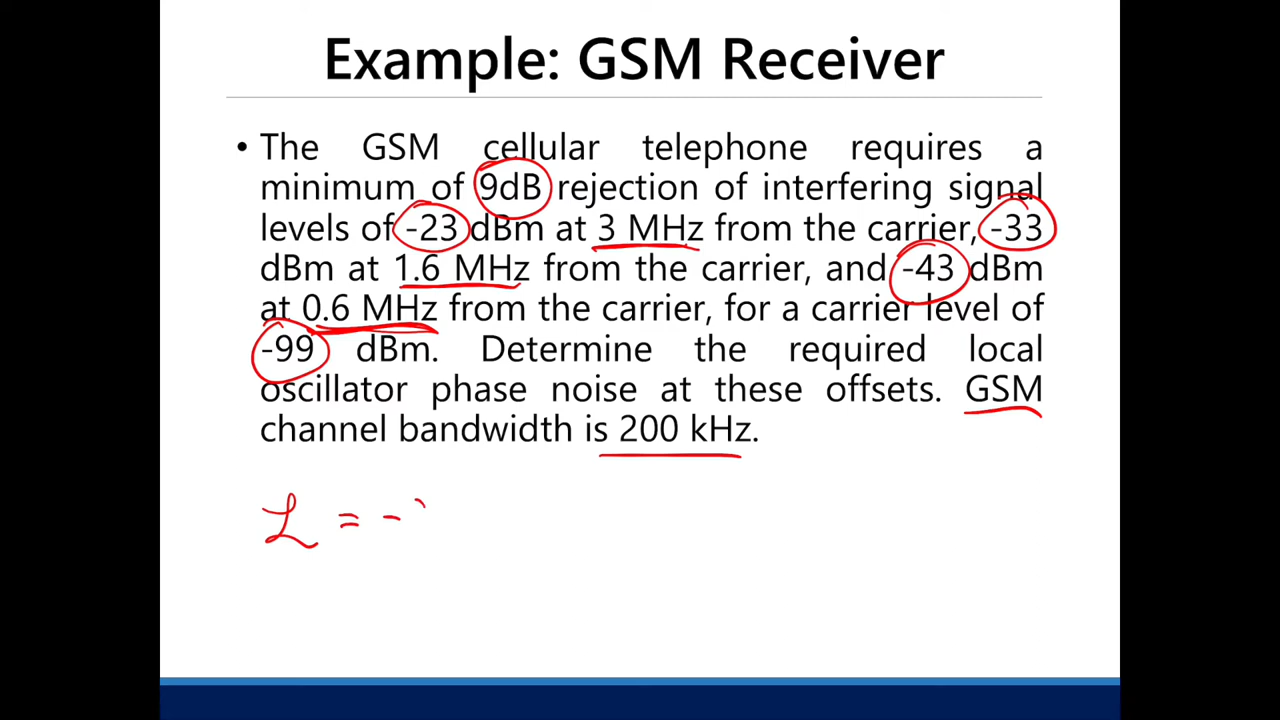 Example: GSM Receiver
• The GSM cellular telephone requires a
minimum of 9dB rejection of interfering signal
levels of -23 dBm at 3 MHz from the carrier, -33
dBm at 1.6 MHz from the carrier, and -43 dBm
at 0.6 MHz from the carrier, for a carrier level of
-99 dBm. Determine the required local
oscillator phase noise at these offsets. GSM
channel bandwidth is 200 kHz.
ℒ = -